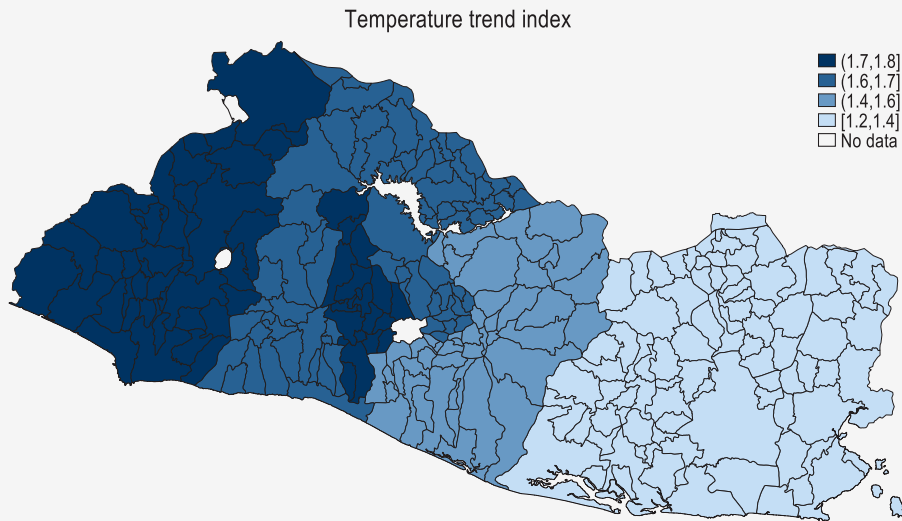 Temperature trend index
(1.7,1.8]
(1.6,1.7]
(1.4,1.6]
[1.2,1.4]
No data